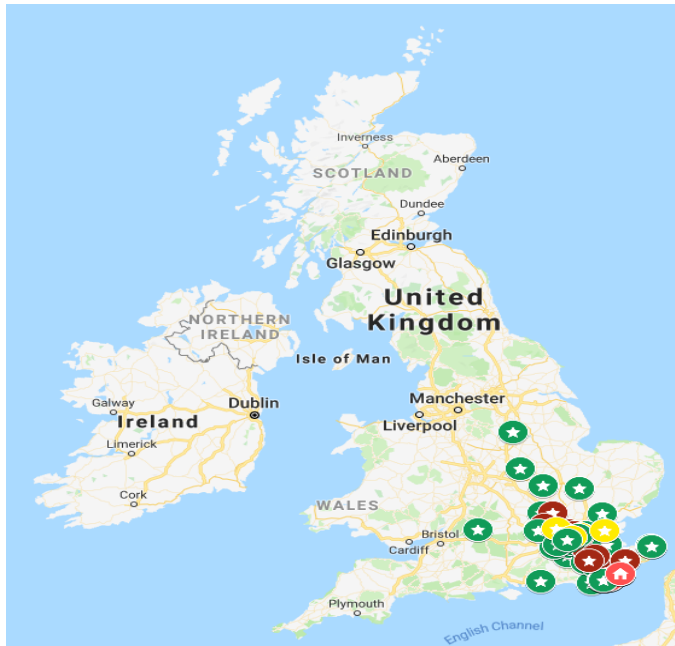 Inverness
Aberdeen
SCOTLAND
Dundee
Edinburgh
Glasgow
United
Kingdom
NORTHERN
IRELAND
Isle of Man
Galway
Dublin
Ireland
Manchester
Liverpool
Limerick
Cork
WALES
Bristol
Cardiff
Plymouth
English Channel